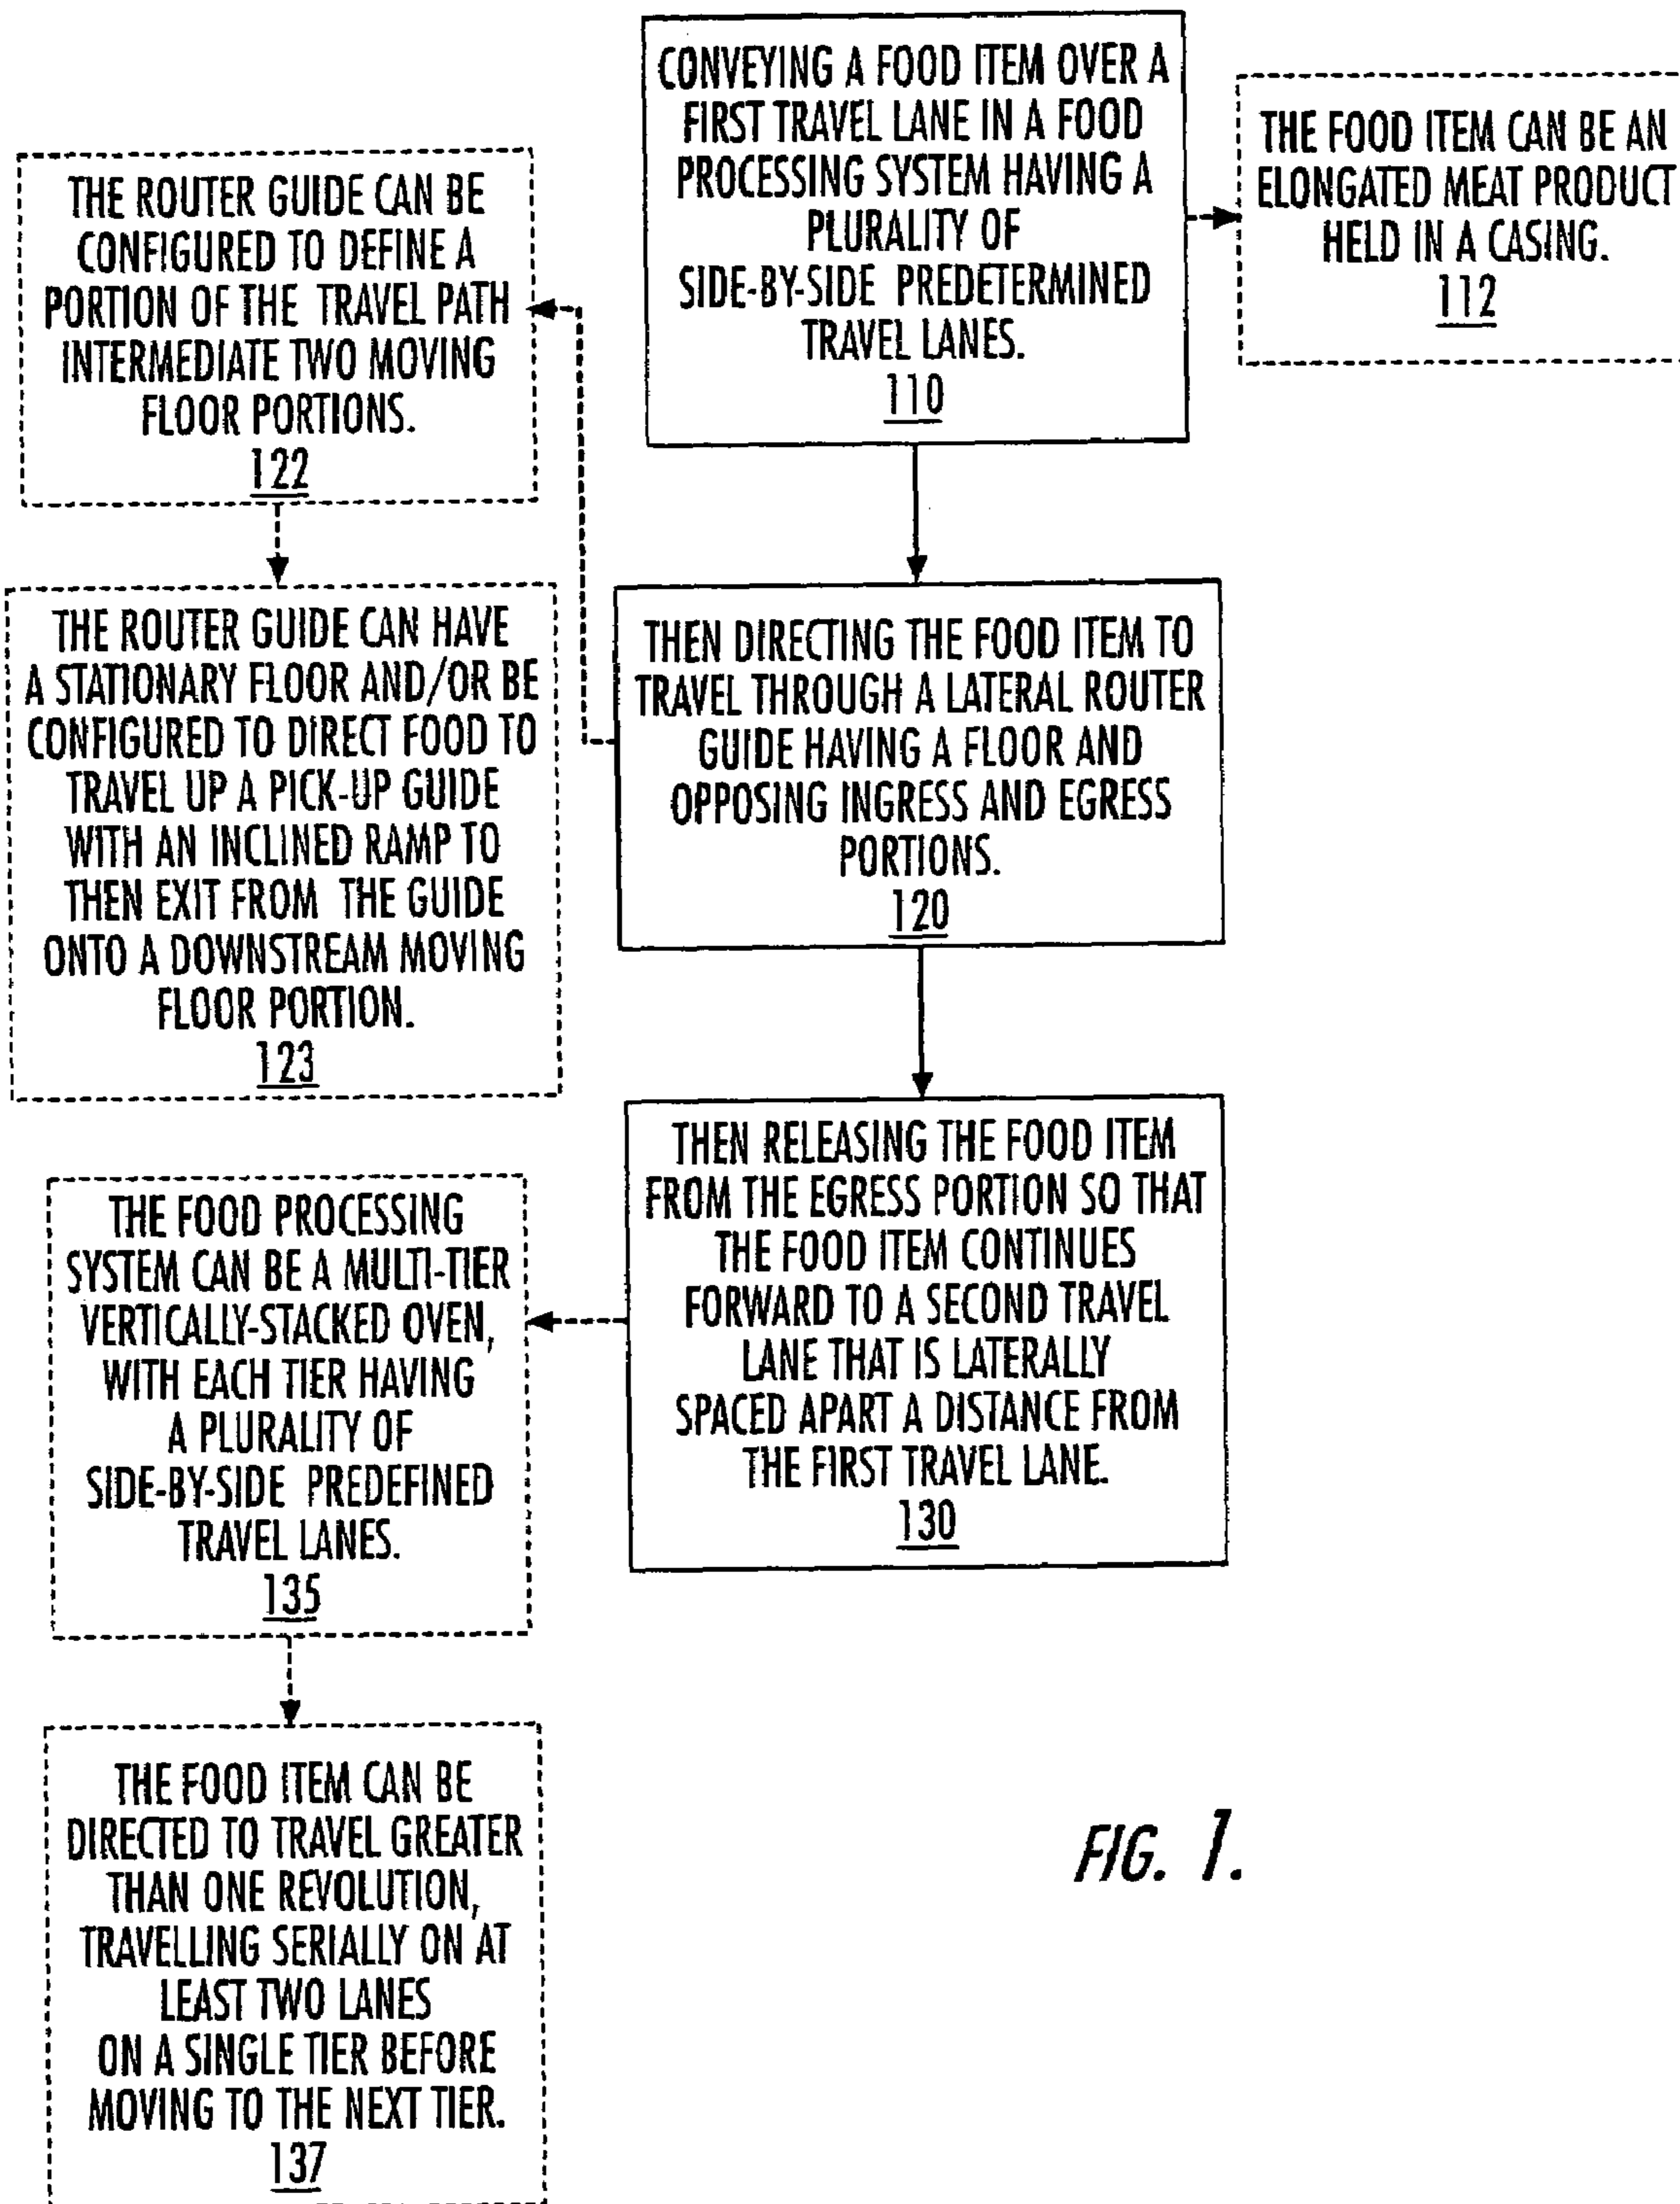 CONVEYING A FOOD ITEM OVER A
FIRST TRAVEL LANE IN A FOOD
PROCESSING SYSTEM HAVING A
PLURALITY OF
SIDE-BY-SIDE PREDETERMINED
TRAVEL LANES.
110
THE FOOD ITEM CAN BE AN
ELONGATED MEAT PRODUCT
HELD IN A CASING.
112
THE ROUTER GUIDE CAN BE
CONFIGURED TO DEFINE A
PORTION OF THE TRAVEL PATH
INTERMEDIATE TWO MOVING
FLOOR PORTIONS.
122
THE ROUTER GUIDE CAN HAVE
A STATIONARY FLOOR AND/OR BE
CONFIGURED TO DIRECT FOOD TO
TRAVEL UP A PICK-UP GUIDE
WITH AN INCLINED RAMP TO
THEN EXIT FROM THE GUIDE
ONTO A DOWNSTREAM MOVING
FLOOR PORTION.
123
THEN DIRECTING THE FOOD ITEM TO
TRAVEL THROUGH A LATERAL ROUTER
GUIDE HAVING A FLOOR AND
OPPOSING INGRESS AND EGRESS
PORTIONS.
120
THEN RELEASING THE FOOD ITEM
FROM THE EGRESS PORTION SO THAT
THE FOOD ITEM CONTINUES
FORWARD TO A SECOND TRAVEL
LANE THAT IS LATERALLY
SPACED APART A DISTANCE FROM
THE FIRST TRAVEL LANE.
130
THE FOOD PROCESSING
SYSTEM CAN BE A MULTI-TIER
VERTICALLY-STACKED OVEN,
WITH EACH TIER HAVING
A PLURALITY OF
SIDE-BY-SIDE PREDEFINED
TRAVEL LANES.
135
THE FOOD ITEM CAN BE
DIRECTED TO TRAVEL GREATER
THAN ONE REVOLUTION,
TRAVELLING SERIALLY ON AT
LEAST TWO LANES
ON A SINGLE TIER BEFORE
MOVING TO THE NEXT TIER.
137
FIG. 1.